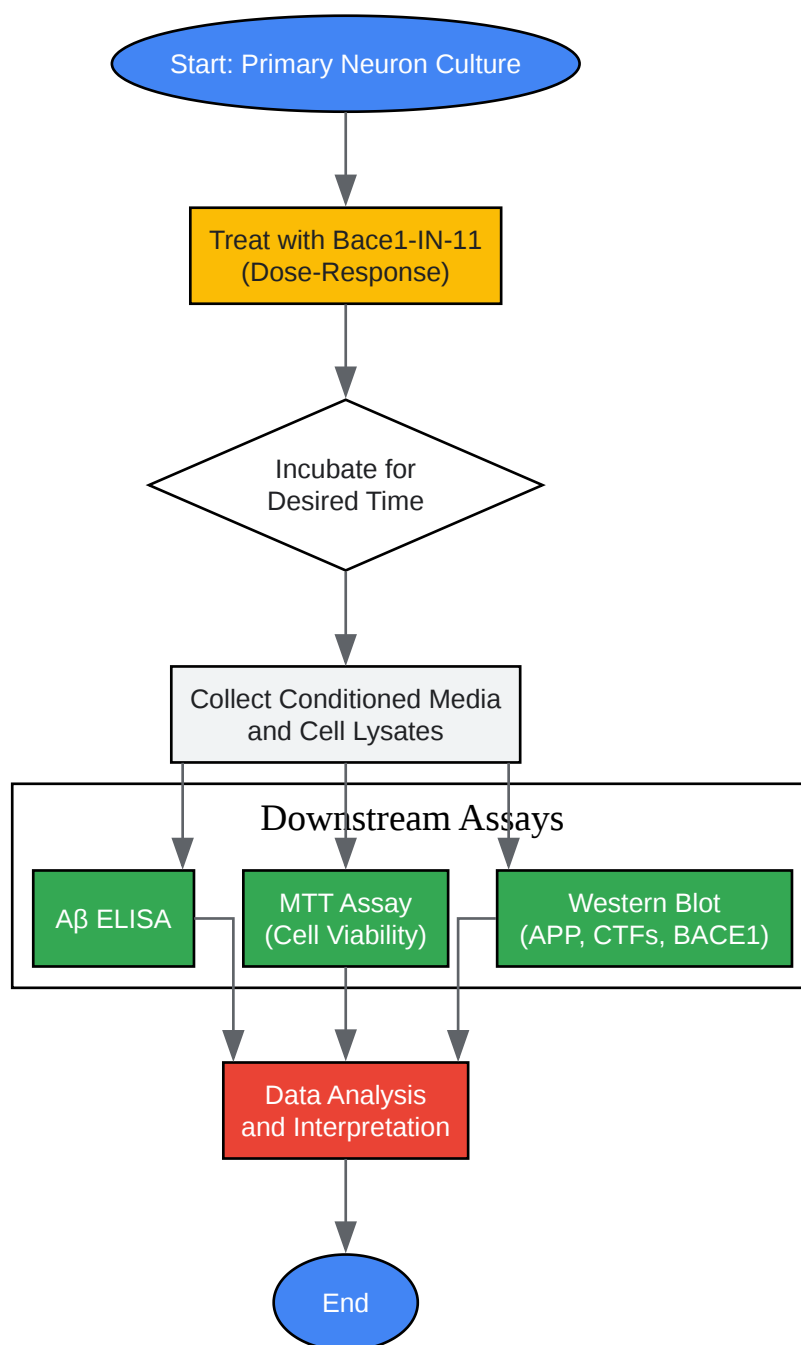 Start: Primary Neuron Culture
Treat with Bace1-IN-11
(Dose-Response)
Incubate for
Desired Time
Collect Conditioned Media
and Cell Lysates
Downstream Assays
Aβ ELISA
MTT Assay
(Cell Viability)
Western Blot
(APP, CTFs, BACE1)
Data Analysis
and Interpretation
End